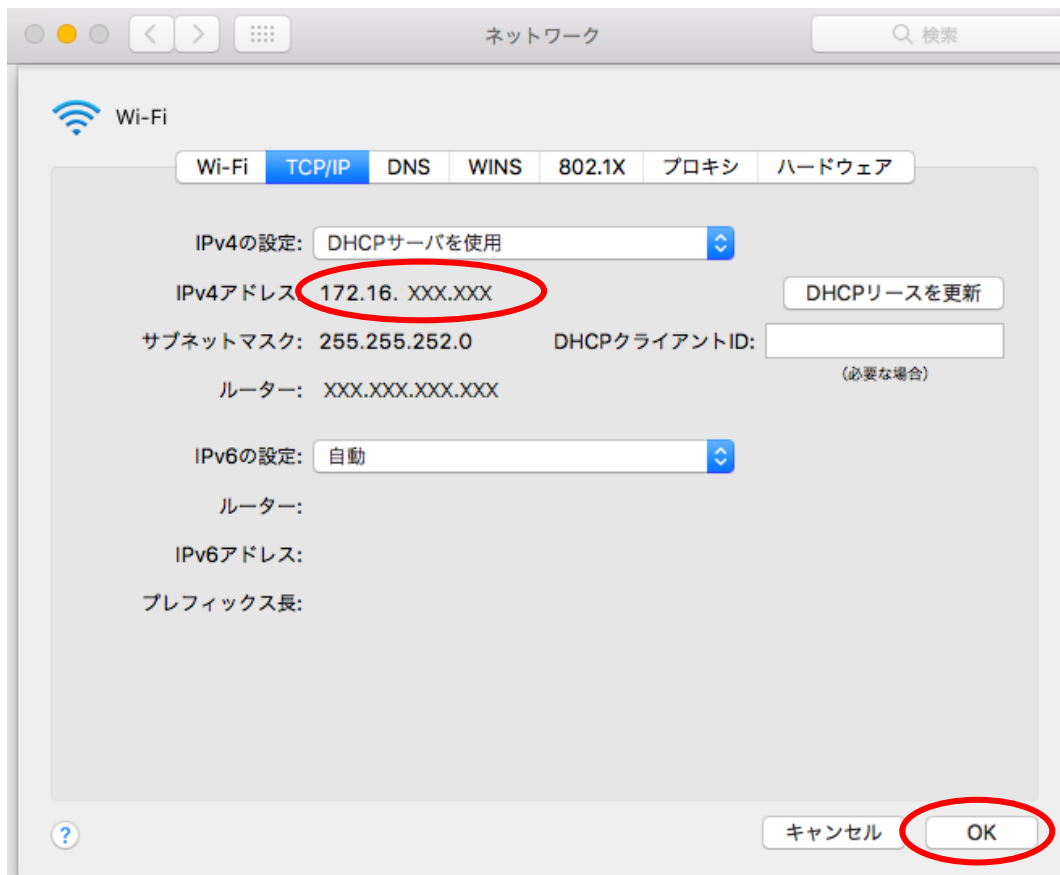 ネットワーク
検索
Wi-Fi
Wi-Fi TCP/IP DNS WINS 802.1X プロキシ ハードウェア
IPv4の設定: DHCPサーバを使用
IPv4アドレス: 172.16. XXX.XXX DHCPリースを更新
サブネットマスク: 255.255.252.0 DHCPクライアントID:
(必要な場合)
ルーター: XXX.XXX.XXX.XXX
IPv6の設定: 自動
ルーター:
IPv6アドレス:
プレフィックス長:
? キャンセル OK